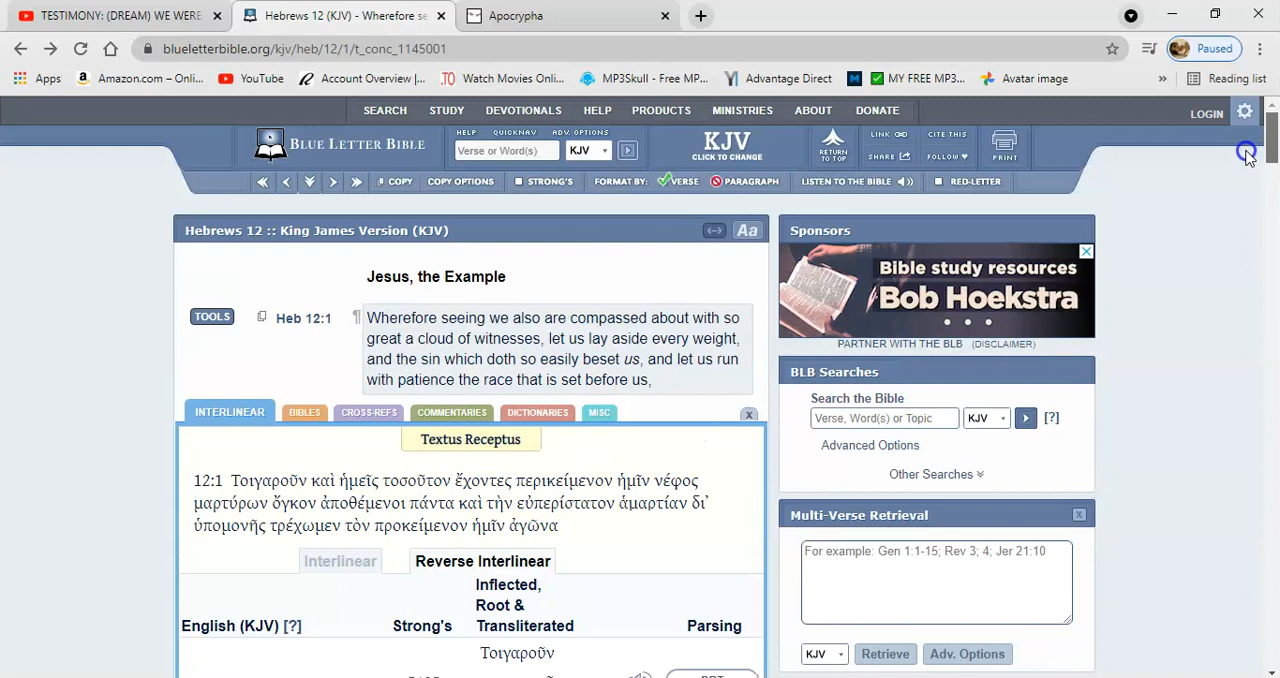 TESTIMONY: (DREAM) WE WERE
Hebrews 12 (KJV) - Wherefore se
Apocrypha
blueletterbible.org/kjv/heb/12/1/t_conc_1145001
Paused
Apps
Amazon.com – Onli...
YouTube
Account Overview |...
Watch Movies Onlin...
MP3Skull - Free MP...
Advantage Direct
MY FREE MP3...
Avatar image
»
Reading list
SEARCH STUDY DEVOTIONALS HELP PRODUCTS MINISTRIES ABOUT DONATE
LOGIN
BLUE LETTER BIBLE
HELP QUICKNAV ADV. OPTIONS
Verse or Word(s) KJV
KJV
CLICK TO CHANGE
RETURN
TO TOP
LINK CITE THIS
SHARE FOLLOW
PRINT
COPY COPY OPTIONS STRONG'S FORMAT BY: VERSE PARAGRAPH LISTEN TO THE BIBLE RED-LETTER
Hebrews 12 :: King James Version (KJV)
Aa
Jesus, the Example
TOOLS Heb 12:1 ¶ Wherefore seeing we also are compassed about with so
great a cloud of witnesses, let us lay aside every weight,
and the sin which doth so easily beset us, and let us run
with patience the race that is set before us,
INTERLINEAR BIBLES CROSS-REFS COMMENTARIES DICTIONARIES MISC x
Textus Receptus
12:1 Τοιγαροῦν καὶ ἡμεῖς τοσοῦτον ἔχοντες περικείμενον ἡμῖν νέφος
μαρτύρων ὄγκον ἀποθέμενοι πάντα καὶ τὴν εὐπερίστατον ἁμαρτίαν δι᾽
ὑπομονῆς τρέχωμεν τὸν προκείμενον ἡμῖν ἀγῶνα
Interlinear Reverse Interlinear
English (KJV) [?]
Strong's
Inflected,
Root &
Transliterated
Parsing
Τοιγαροῦν
Sponsors
Bible study resources
Bob Hoekstra
PARTNER WITH THE BLB (DISCLAIMER)
BLB Searches
Search the Bible
Verse, Word(s) or Topic KJV [?]
Advanced Options
Other Searches
Multi-Verse Retrieval x
For example: Gen 1:1-15; Rev 3; 4; Jer 21:10
KJV Retrieve Adv. Options